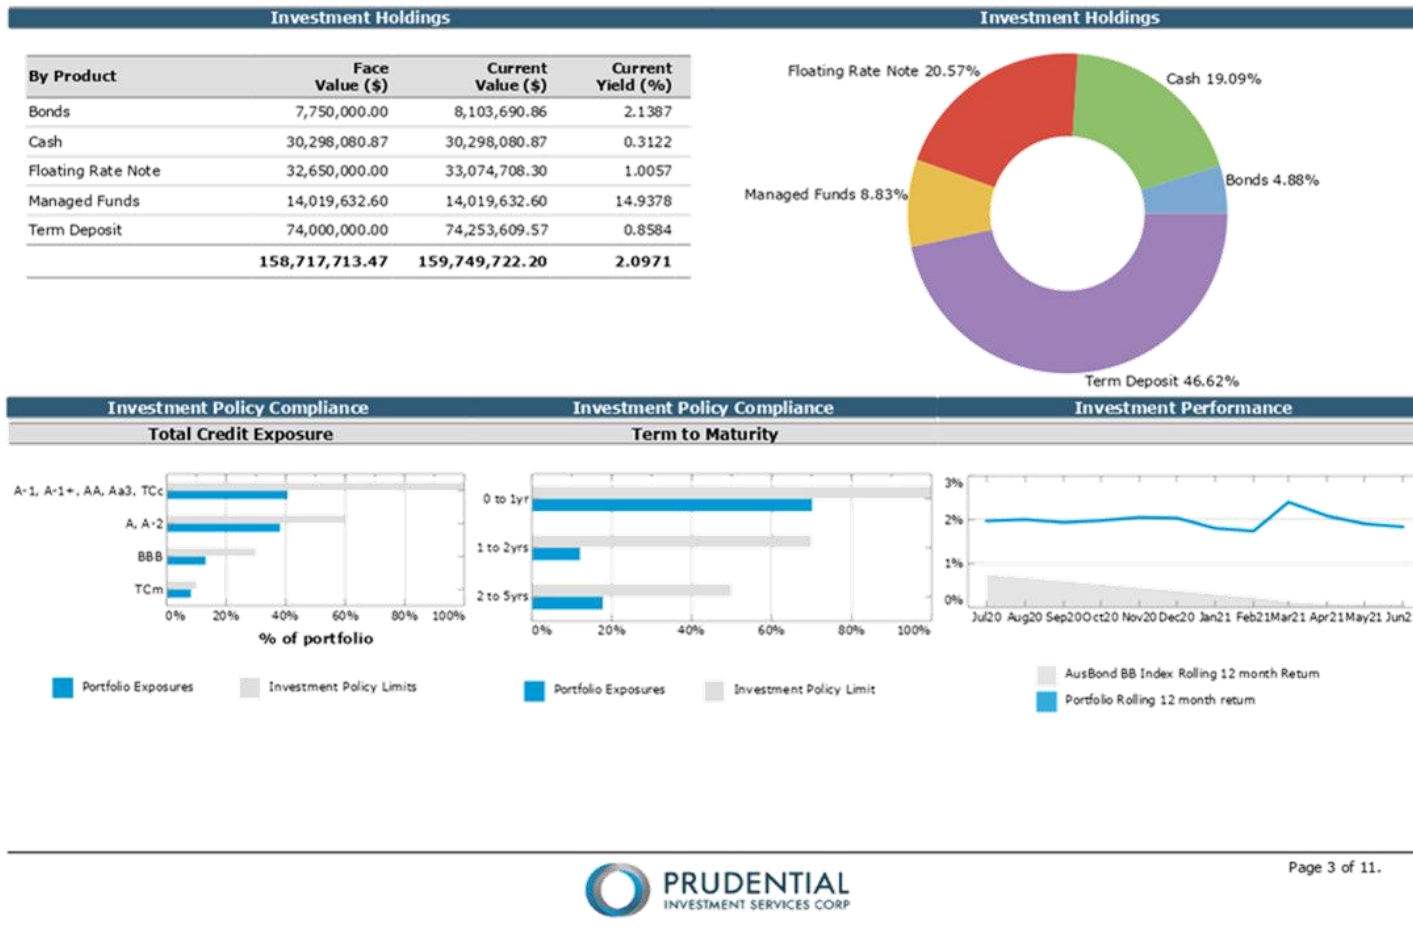 Investment Holdings
By Product Face Value ($) Current Value ($) Current Yield (%)
Bonds 7,750,000.00 8,103,690.86 2.1387
Cash 30,298,080.87 30,298,080.87 0.3122
Floating Rate Note 32,650,000.00 33,074,708.30 1.0057
Managed Funds 14,019,632.60 14,019,632.60 14.9378
Term Deposit 74,000,000.00 74,253,609.57 0.8584
158,717,713.47 159,749,722.20 2.0971
Investment Holdings
Floating Rate Note 20.57%
Cash 19.09%
Managed Funds 8.83%
Bonds 4.88%
Term Deposit 46.62%
Investment Policy Compliance
Total Credit Exposure
A-1, A-1+, AA, Aa3, TCc
A, A-2
BBB
TCm
0% 20% 40% 60% 80% 100%
% of portfolio
Portfolio Exposures Investment Policy Limits
Investment Policy Compliance
Term to Maturity
0 to 1yr
1 to 2yrs
2 to 5yrs
0% 20% 40% 60% 80% 100%
Portfolio Exposures Investment Policy Limit
Investment Performance
3%
2%
1%
0%
Jul20 Aug20 Sep20 Oct20 Nov20 Dec20 Jan21 Feb21 Mar21 Apr21 May21 Jun2
AusBond BB Index Rolling 12 month Return
Portfolio Rolling 12 month return
PRUDENTIAL
INVESTMENT SERVICES CORP
Page 3 of 11.